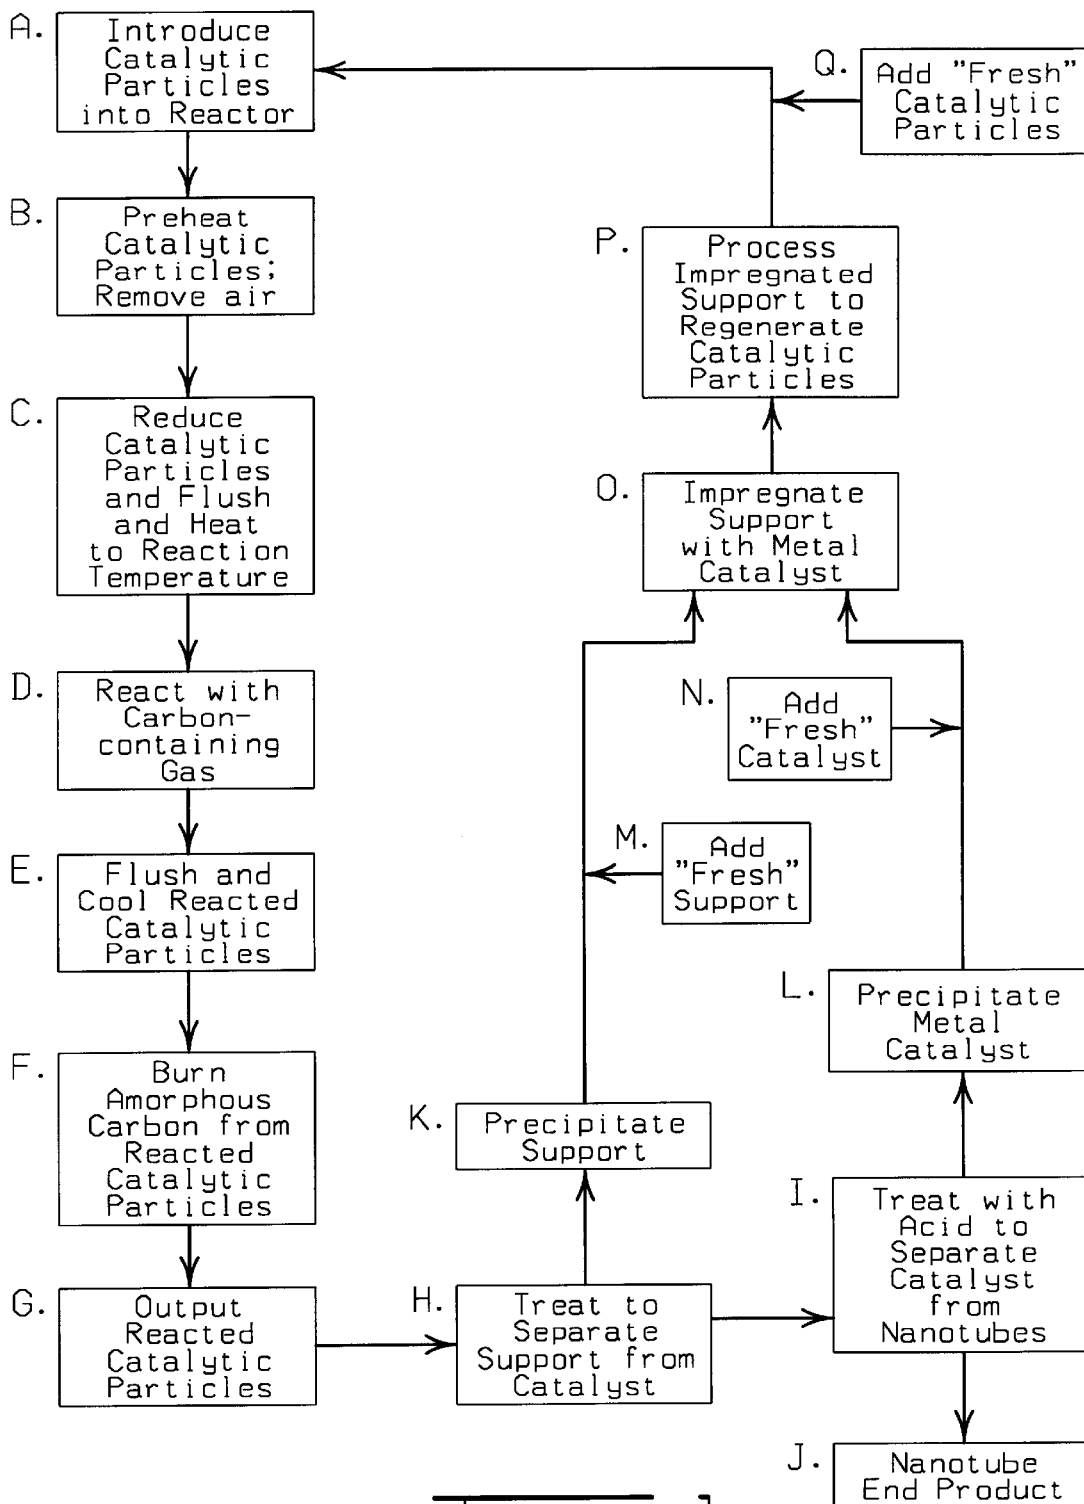 A.
Introduce
Catalytic
Particles
into Reactor
B.
Preheat
Catalytic
Particles;
Remove air
C.
Reduce
Catalytic
Particles
and Flush
and Heat
to Reaction
Temperature
D.
React with
Carbon-
containing
Gas
E.
Flush and
Cool Reacted
Catalytic
Particles
F.
Burn
Amorphous
Carbon from
Reacted
Catalytic
Particles
G.
Output
Reacted
Catalytic
Particles
H.
Treat to
Separate
Support from
Catalyst
I.
Treat with
Acid to
Separate
Catalyst
from
Nanotubes
J.
Nanotube
End Product
K.
Precipitate
Support
L.
Precipitate
Metal
Catalyst
M.
Add
"Fresh"
Support
N.
Add
"Fresh"
Catalyst
O.
Impregnate
Support
with Metal
Catalyst
P.
Process
Impregnated
Support to
Regenerate
Catalytic
Particles
Q.
Add "Fresh"
Catalytic
Particles